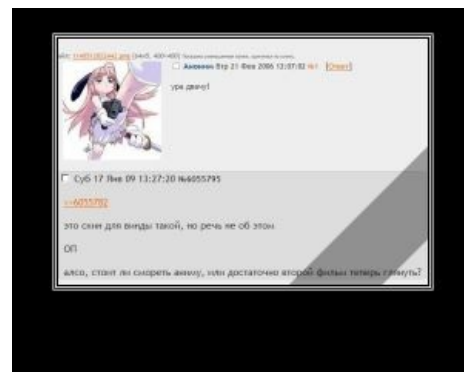 Аноним Втр 21 Фев 2006 13:07:02 №1 [Ответ]
ура двачу!
Суб 17 Янв 09 13:27:20 №6055795
>>6055782
это скин для винды такой, но речь не об этом
ОП
алсо, стоит ли смореть аниму, или достаточно второй фильм теперь глянуть?